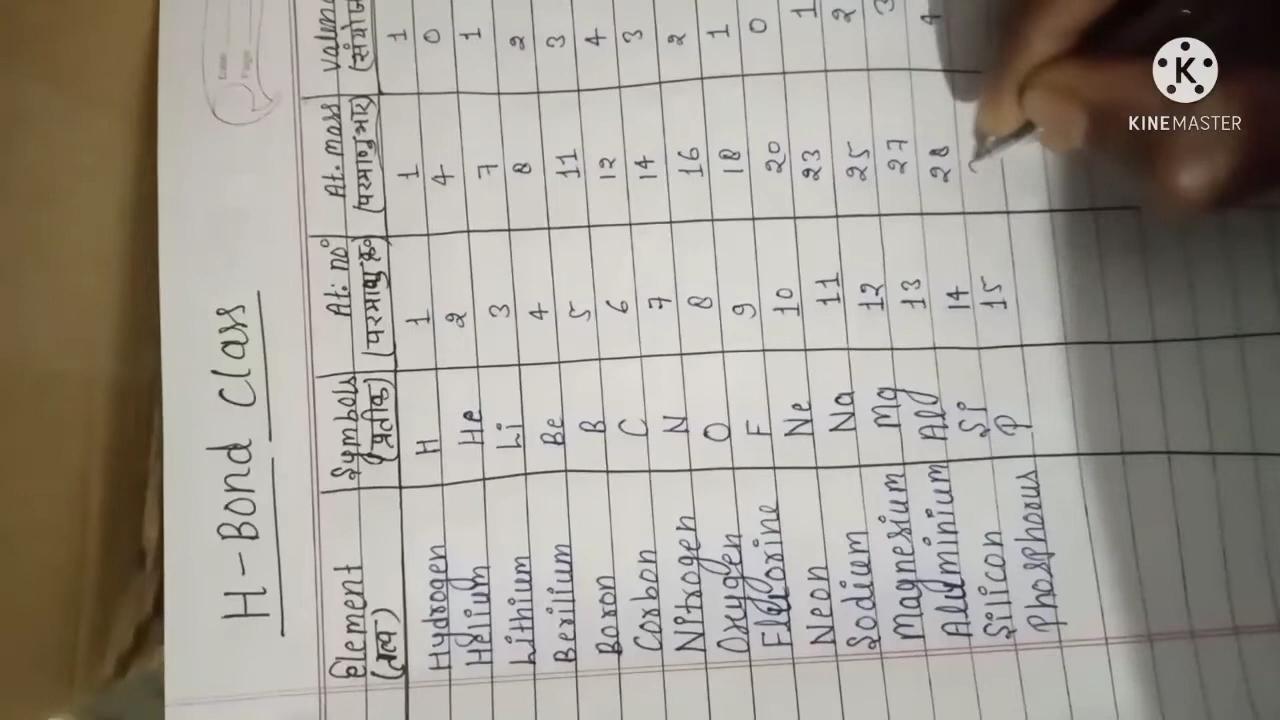 H-Bond Class
Element Symbols At. no At. mass
(तत्व) (प्रतीक) (परमाणु क्र०) (परमाणु भार)
Hydrogen H 1 1 1
Helium He 2 4 0
Lithium Li 3 7 1
Berilium Be 4 8 2
Boron B 5 11 3
Corbon C 6 12 4
Nitrogen N 7 14 3
Oxygen O 8 16 2
Fluorine F 9 18 1
Neon Ne 10 20 0
Sodium Na 11 23 1
Magnesium Mg 12 25 2
Aluminium Al 13 27 3
Silicon Si 14 28 4
Phosphorus P 15
KINEMASTER